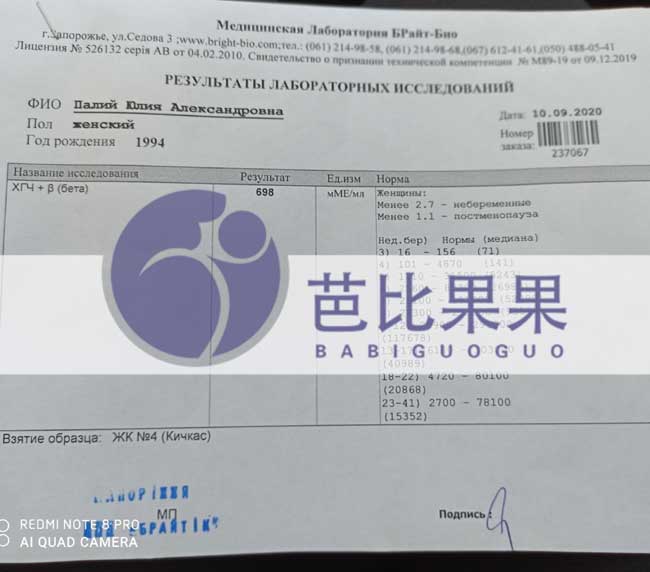 Медицинская Лаборатория БРайт-Био
г.Запорожье, ул.Седова 3 ;www.bright-bio.com;тел.: (061) 214-98-58, (061) 214-98-68,(067) 612-41-61,(050) 488-05-41
Лицензия № 526132 серія АВ от 04.02.2010. Свидетельство о признании технической компетенции № М89-19 от 09.12.2019
РЕЗУЛЬТАТЫ ЛАБОРАТОРНЫХ ИССЛЕДОВАНИЙ
ФИО Палий Юлия Александровна
Дата: 10.09.2020
Пол женский
Номер заказа: 237067
Год рождения 1994
Название исследования Результат Ед.изм Норма
ХГЧ + β (бета) 698 мМЕ/мл Женщины:
Менее 2.7 - небеременные
Менее 1.1 - постменопауза
Нед.бер) Нормы (медиана)
3) 16 - 156 (71)
4) 101 - 4870 (141)
芭比果果
BABIGUOGUO
(117678)
(40989)
18-22) 4720 - 80100
(20868)
23-41) 2700 - 78100
(15352)
Взятие образца: ЖК №4 (Кичкас)
МП
Подпись:
REDMI NOTE 8 PRO
AI QUAD CAMERA